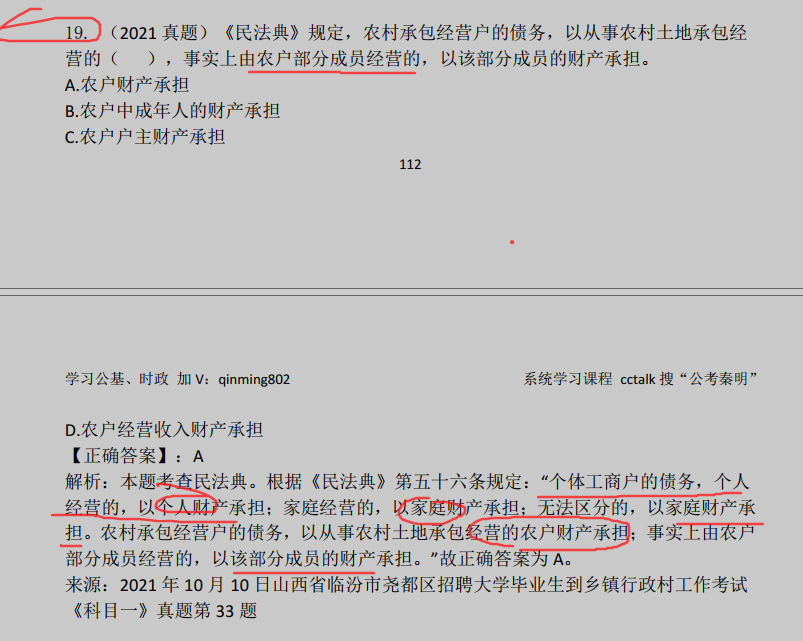 19. （2021 真题）《民法典》规定，农村承包经营户的债务，以从事农村土地承包经
营的（   ），事实上由农户部分成员经营的，以该部分成员的财产承担。
A.农户财产承担
B.农户中成年人的财产承担
C.农户户主财产承担
112
学习公基、时政 加 V：qinming802
系统学习课程 cctalk 搜“公考秦明”
D.农户经营收入财产承担
【正确答案】：A
解析：本题考查民法典。根据《民法典》第五十六条规定：“个体工商户的债务，个人
经营的，以个人财产承担；家庭经营的，以家庭财产承担；无法区分的，以家庭财产承
担。农村承包经营户的债务，以从事农村土地承包经营的农户财产承担；事实上由农户
部分成员经营的，以该部分成员的财产承担。”故正确答案为 A。
来源：2021 年 10 月 10 日山西省临汾市尧都区招聘大学毕业生到乡镇行政村工作考试
《科目一》真题第 33 题